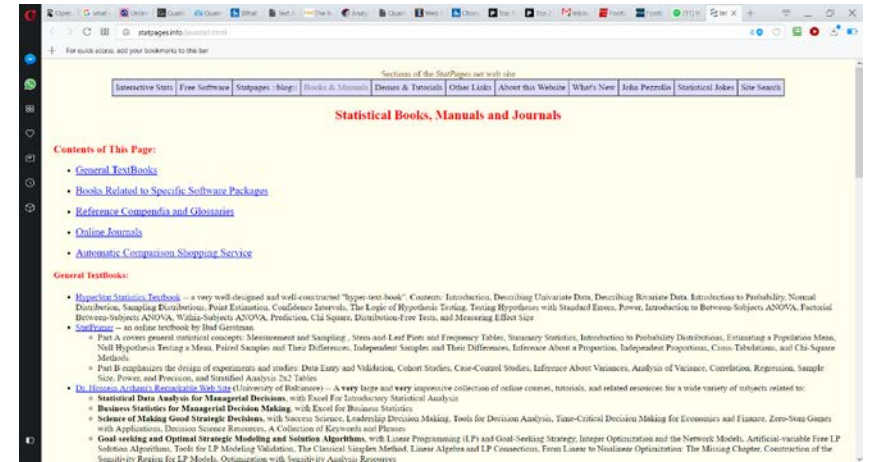 statpages.info
For quick access, add your bookmarks to the bar
Sections of the StatPages.net web site
Interactive Stats Free Software Statpages : blog:: Books & Manuals Demos & Tutorials Other Links About this Website What's New John Pezzullo Statistical Jokes Site Search
Statistical Books, Manuals and Journals
Contents of This Page:
• General TextBooks
• Books Related to Specific Software Packages
• Reference Compendia and Glossaries
• Online Journals
• Automatic Comparison Shopping Service
General TextBooks:
• HyperStat Statistics Textbook -- a very well-designed and well-constructed "hyper-text-book". Contents: Introduction, Describing Univariate Data, Describing Bivariate Data, Introduction to Probability, Normal
Distribution, Sampling Distributions, Point Estimation, Confidence Intervals, The Logic of Hypothesis Testing, Testing Hypotheses with Standard Errors, Power, Introduction to Between-Subjects ANOVA, Factorial
Between-Subjects ANOVA, Within-Subjects ANOVA, Prediction, Chi Square, Distribution-Free Tests, and Measuring Effect Size
• StatPrimer -- an online textbook by Bud Gerstman.
Part A covers general statistical concepts: Measurement and Sampling , Stem-and-Leaf Plots and Frequency Tables, Summary Statistics, Introduction to Probability Distributions, Estimating a Population Mean,
Null Hypothesis Testing a Mean, Paired Samples and Their Differences, Independent Samples and Their Differences, Inference About a Proportion, Independent Proportions, Cross-Tabulations, and Chi-Square
Methods.
Part B emphasizes the design of experiments and studies: Data Entry and Validation, Cohort Studies, Case-Control Studies, Inference About Variances, Analysis of Variance, Correlation, Regression, Sample
Size, Power, and Precision, and Stratified Analysis 2x2 Tables
• Dr. Hossein Arsham's Remarkable Web Site (University of Baltimore) -- A very large and very impressive collection of online courses, tutorials, and related resources for a wide variety of subjects related to:
Statistical Data Analysis for Managerial Decisions, with Excel For Introductory Statistical Analysis
Business Statistics for Managerial Decision Making, with Excel for Business Statistics
Science of Making Good Strategic Decisions, with Success Science, Leadership Decision Making, Tools for Decision Analysis, Time-Critical Decision Making for Economics and Finance, Zero-Sum Games
with Applications, Decision Science Resources, A Collection of Keywords and Phrases
Goal-seeking and Optimal Strategic Modeling and Solution Algorithms, with Linear Programming (LP) and Goal-Seeking Strategy, Integer Optimization and the Network Models, Artificial-variable Free LP
Solution Algorithms, Tools for LP Modeling Validation, The Classical Simplex Method, Linear Algebra and LP Connections, From Linear to Nonlinear Optimization: The Missing Chapter, Construction of the
Sensitivity Region for LP Models, Optimization with Sensitivity Analysis Resources